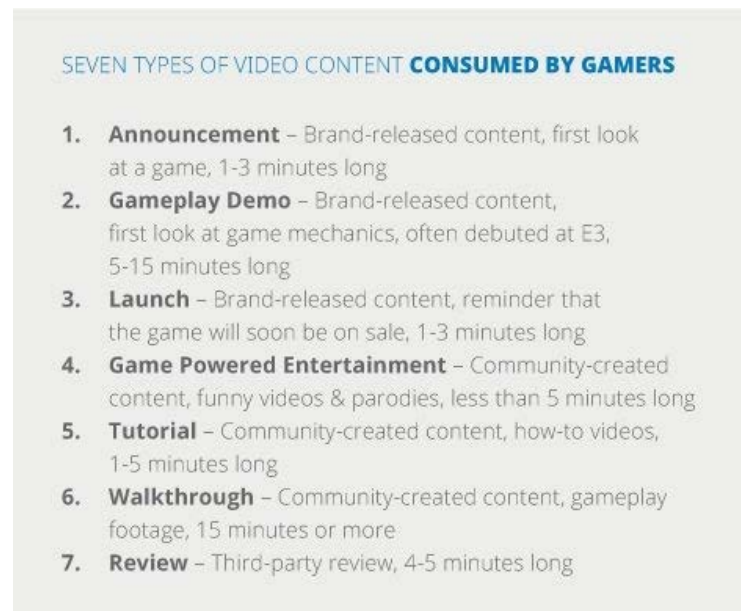 SEVEN TYPES OF VIDEO CONTENT CONSUMED BY GAMERS
1. Announcement – Brand-released content, first look
at a game, 1-3 minutes long
2. Gameplay Demo – Brand-released content,
first look at game mechanics, often debuted at E3,
5-15 minutes long
3. Launch – Brand-released content, reminder that
the game will soon be on sale, 1-3 minutes long
4. Game Powered Entertainment – Community-created
content, funny videos & parodies, less than 5 minutes long
5. Tutorial – Community-created content, how-to videos,
1-5 minutes long
6. Walkthrough – Community-created content, gameplay
footage, 15 minutes or more
7. Review – Third-party review, 4-5 minutes long